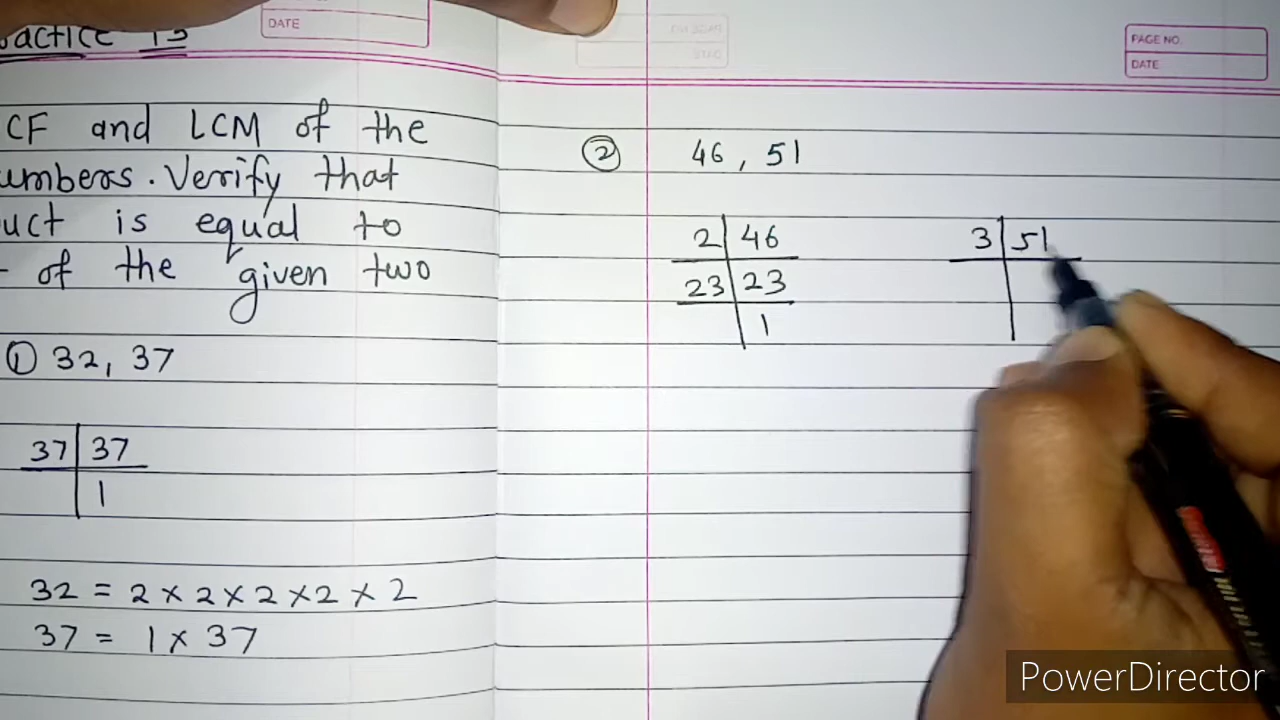 DATE
actice 13
CF and LCM of the
umbers. Verify that
uct is equal to
of the given two
① 32, 37
37 37
1
32 = 2 × 2 × 2 × 2 × 2
37 = 1 × 37
PAGE NO.
DATE
② 46, 51
2 46
23 23
1
3 51
PowerDirector